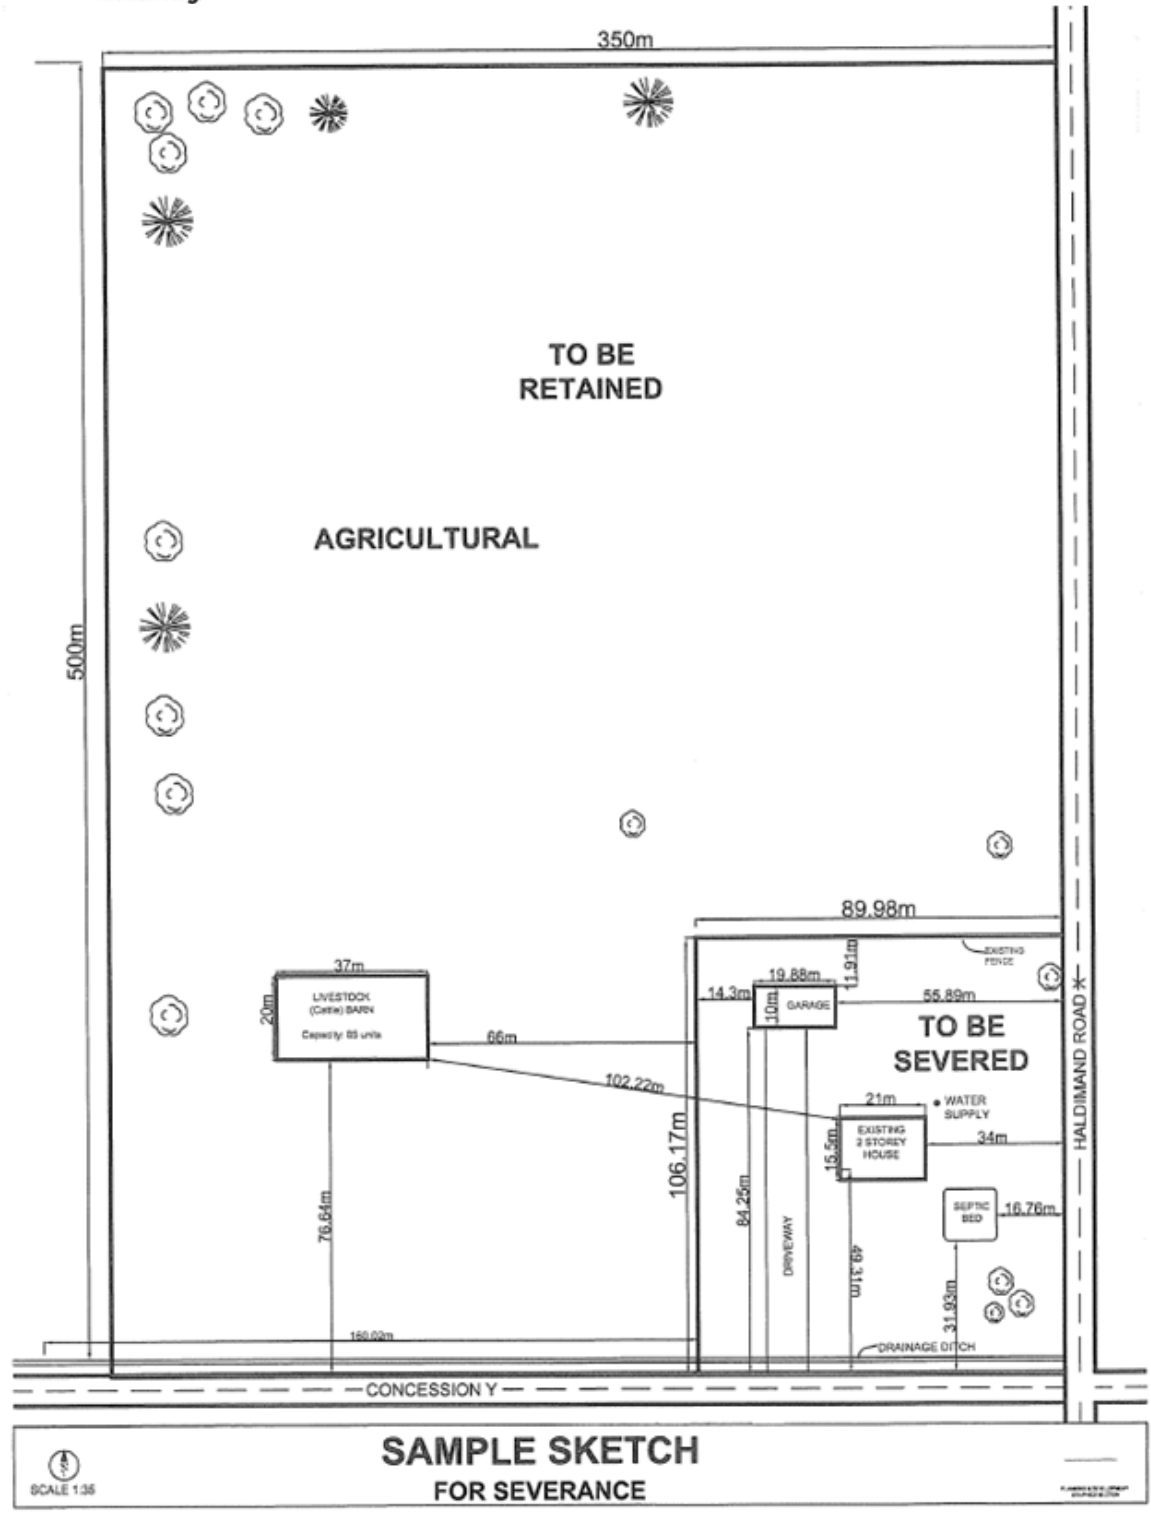 350m
TO BE
RETAINED
AGRICULTURAL
500m
89.98m
EXISTING
FENCE
11.91m
37m
19.88m
LIVESTOCK
(Cattle) BARN
Capacity: 85 units
20m
14.3m
10m
GARAGE
55.89m
TO BE
SEVERED
66m
102.22m
21m
WATER
SUPPLY
EXISTING
2 STOREY
HOUSE
15.5m
34m
HALDIMAND ROAD X
106.17m
76.64m
84.25m
DRIVEWAY
SEPTIC
BED
16.76m
49.31m
31.93m
160.02m
DRAINAGE DITCH
CONCESSION Y
SAMPLE SKETCH
FOR SEVERANCE
SCALE 1:35